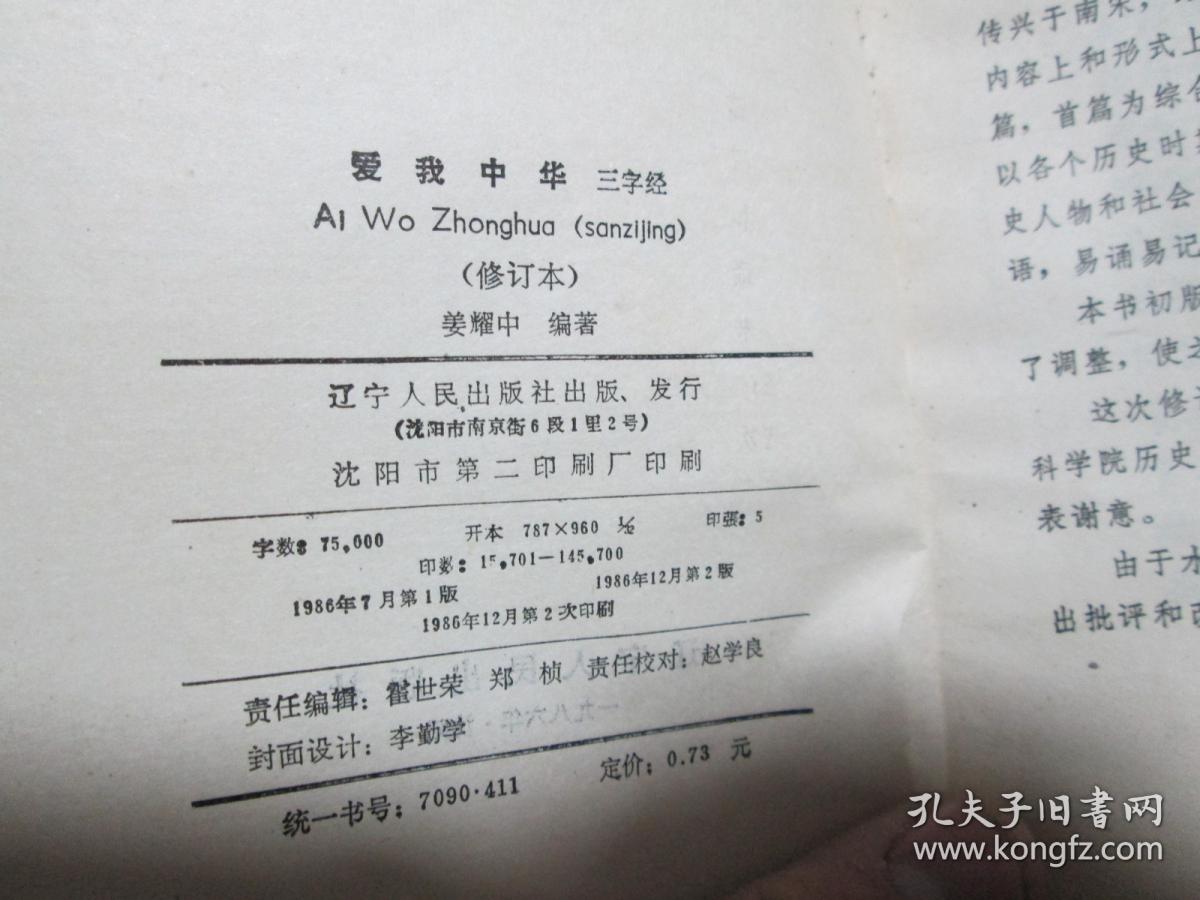 爱我中华 三字经
Ai Wo Zhonghua (sanzijing)
(修订本)
姜耀中 编著
辽宁人民出版社出版、发行
(沈阳市南京街6段1里2号)
沈阳市第二印刷厂印刷
字数: 75,000 开本 787×960 1/32 印张: 5
印数: 15,701—145,700
1986年7月第1版 1986年12月第2版
1986年12月第2次印刷
责任编辑: 霍世荣 郑 桢 责任校对: 赵学良
封面设计: 李勤学
统一书号: 7090·411 定价: 0.73 元
传兴于南宋,
内容上和形式上
篇,首篇为综合
以各个历史时
史人物和社会
语,易诵易记
本书初版
了调整,使
这次修
科学院历史
表谢意。
由于水
出批评和
孔夫子旧书网
www.kongfz.com